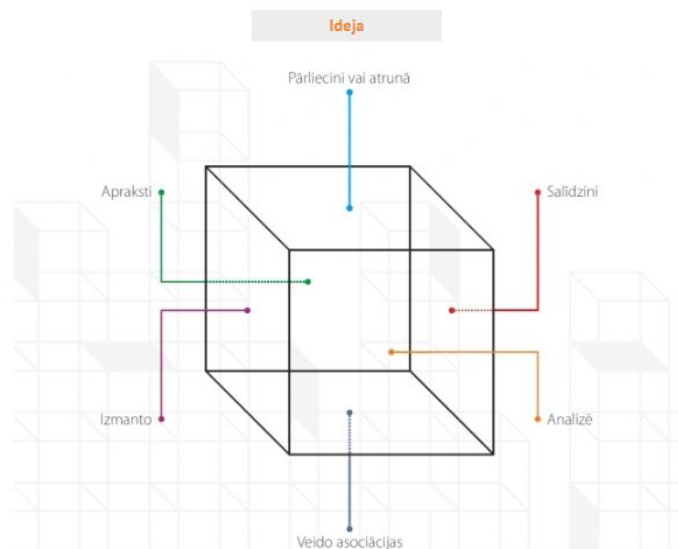 Ideja
Pārliecini vai atrunā
Apraksti
Salīdzini
Izmanto
Analizē
Veido asociācijas